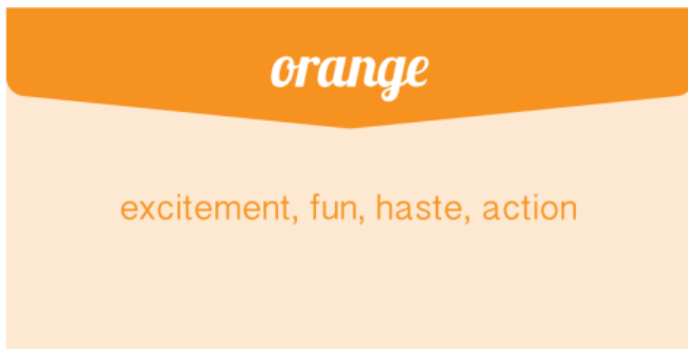 orange
excitement, fun, haste, action